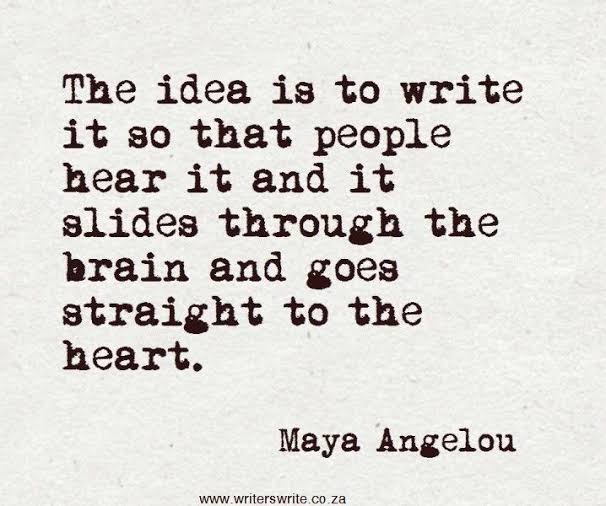 The idea is to write
it so that people
hear it and it
slides through the
brain and goes
straight to the
heart.
Maya Angelou
www.writerswrite.co.za